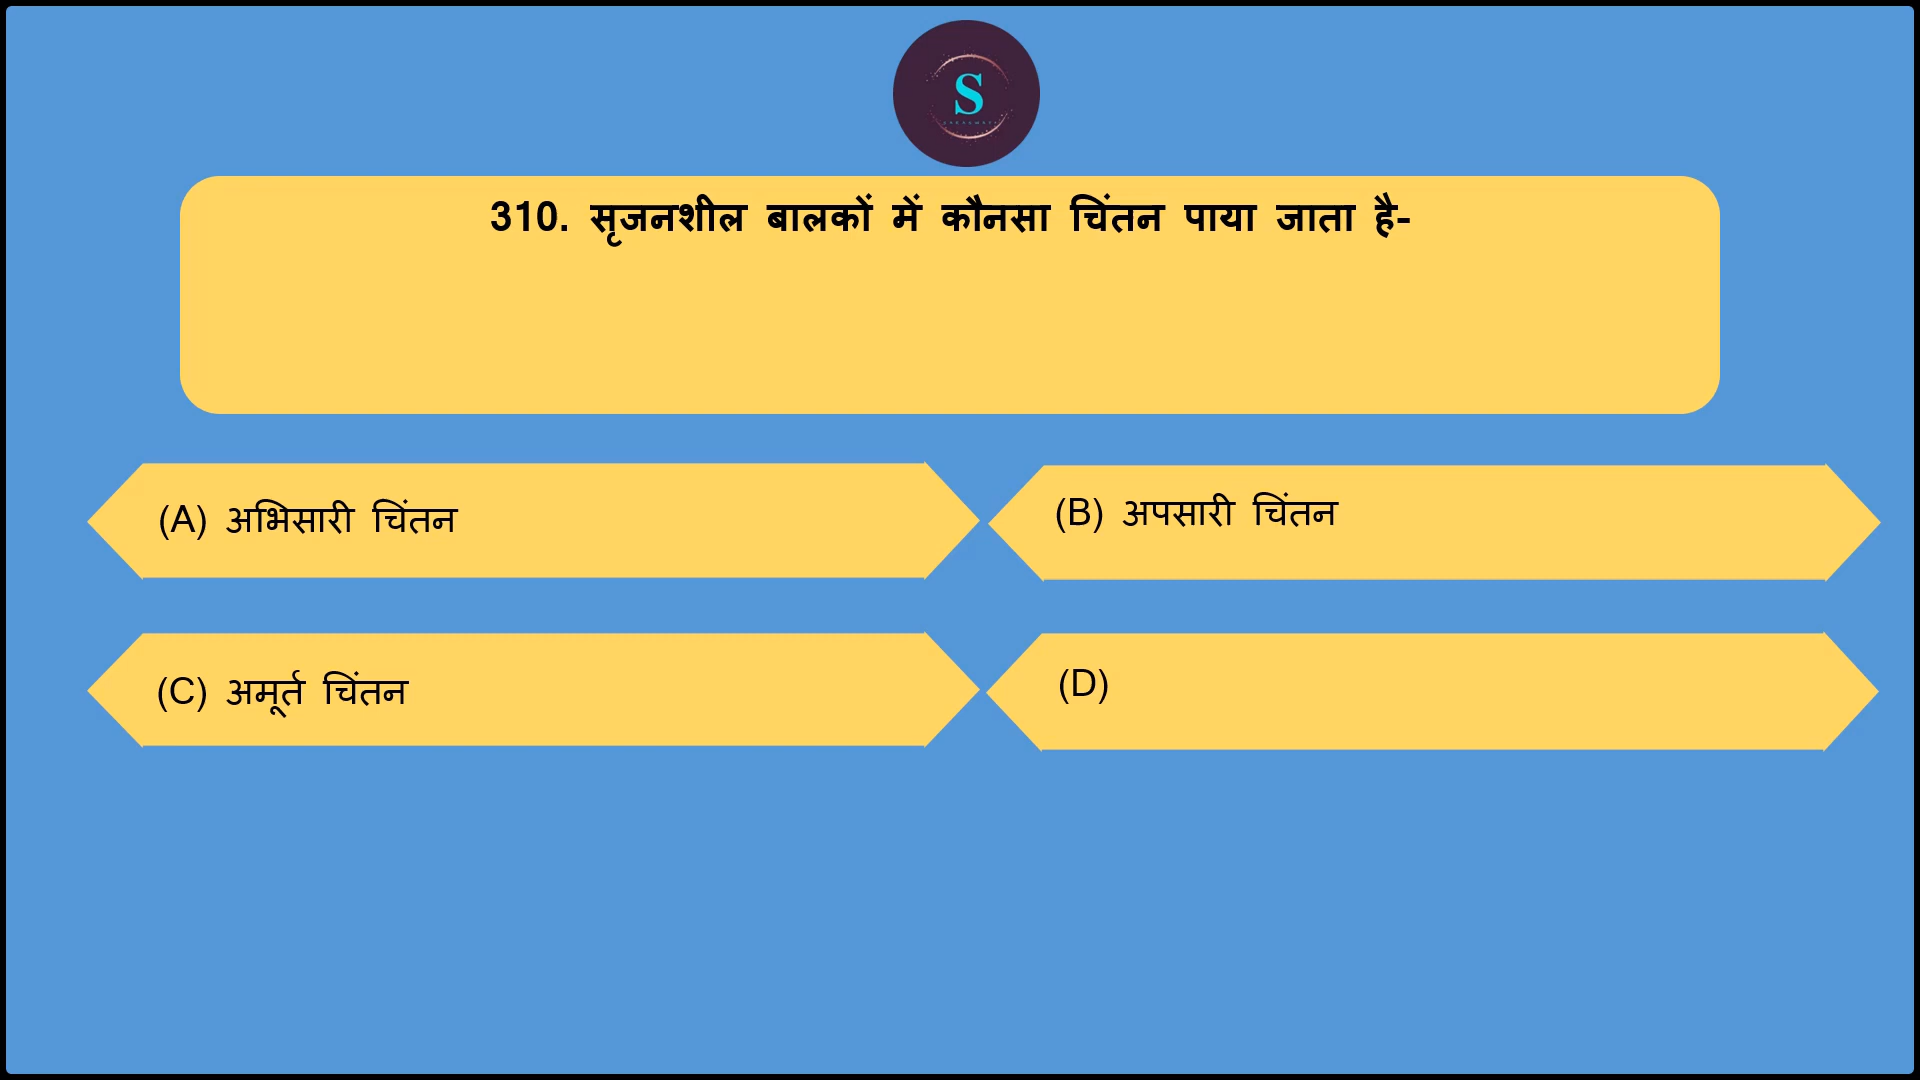 S
310. सृजनशील बालकों में कौनसा चिंतन पाया जाता है-
(A) अभिसारी चिंतन
(B) अपसारी चिंतन
(C) अमूर्त चिंतन
(D)